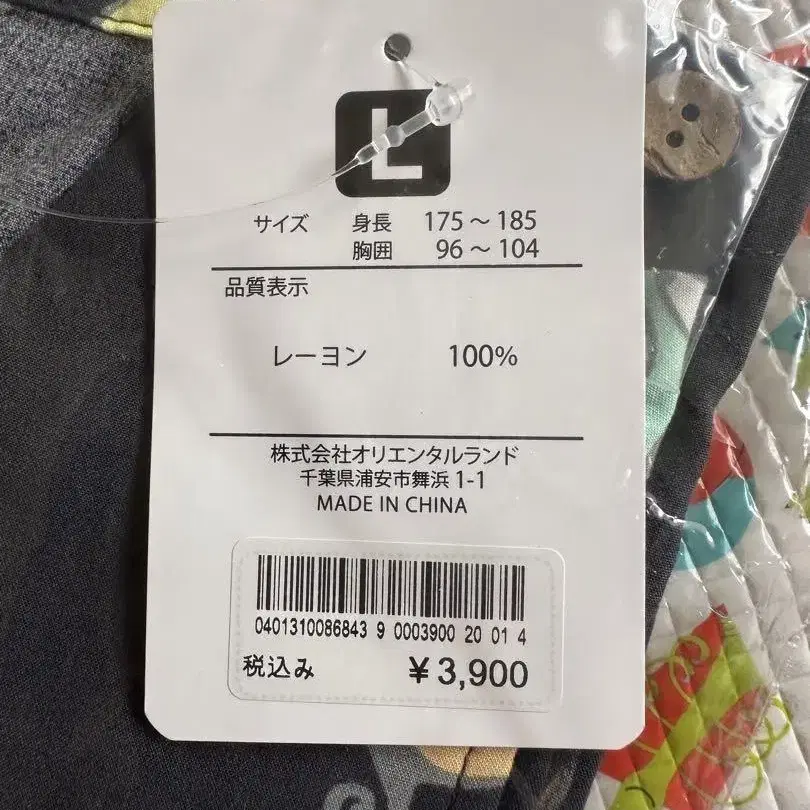 L
サイズ 身長 175～185
胸囲 96～104
品質表示
レーヨン 100%
株式会社オリエンタルランド
千葉県浦安市舞浜 1-1
MADE IN CHINA
0401310086843 9 0003900 20 01 4
税込み ¥3,900